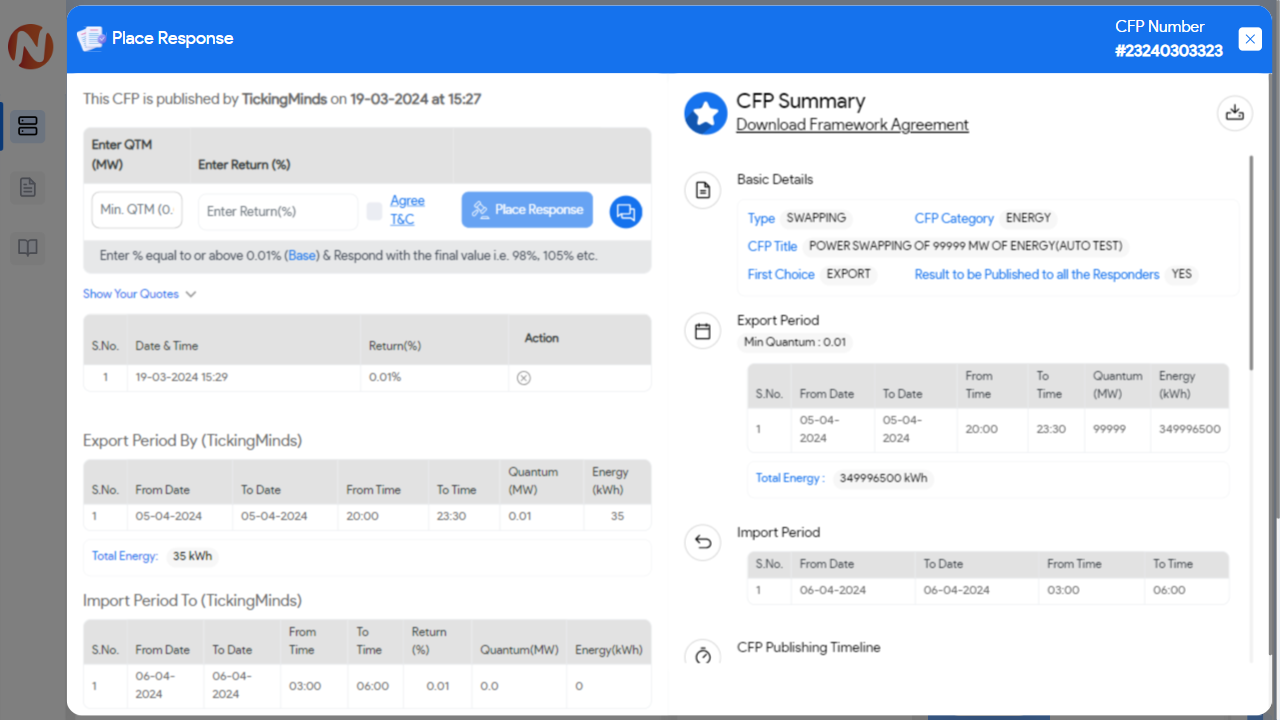 Place Response
CFP Number
#23240303323
This CFP is published by TickingMinds on 19-03-2024 at 15:27
Enter QTM
(MW)
Enter Return (%)
Min. QTM (0.
Enter Return(%)
Agree
T&C
Place Response
Enter % equal to or above 0.01% (Base) & Respond with the final value i.e. 98%, 105% etc.
Show Your Quotes
S.No. Date & Time Return(%) Action
1 19-03-2024 15:29 0.01%
Export Period By (TickingMinds)
S.No. From Date To Date From Time To Time Quantum (MW) Energy (kWh)
1 05-04-2024 05-04-2024 20:00 23:30 0.01 35
Total Energy: 35 kWh
Import Period To (TickingMinds)
S.No. From Date To Date From Time To Time Return (%) Quantum(MW) Energy(kWh)
1 06-04-2024 06-04-2024 03:00 06:00 0.01 0.0 0
CFP Summary
Download Framework Agreement
Basic Details
Type SWAPPING CFP Category ENERGY
CFP Title POWER SWAPPING OF 99999 MW OF ENERGY(AUTO TEST)
First Choice EXPORT Result to be Published to all the Responders YES
Export Period
Min Quantum : 0.01
S.No. From Date To Date From Time To Time Quantum (MW) Energy (kWh)
1 05-04-2024 05-04-2024 20:00 23:30 99999 349996500
Total Energy : 349996500 kWh
Import Period
S.No. From Date To Date From Time To Time
1 06-04-2024 06-04-2024 03:00 06:00
CFP Publishing Timeline